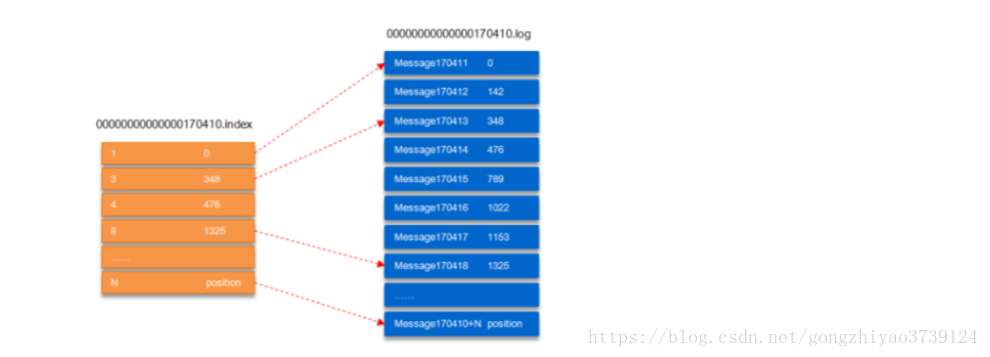 00000000000000170410.log
Message170411 0
Message170412 142
Message170413 348
Message170414 476
Message170415 789
Message170416 1022
Message170417 1153
Message170418 1325
......
Message170410+N position
00000000000000170410.index
1 0
3 348
4 476
8 1325
......
N position
https://blog.csdn.net/gongzhiyao3739124